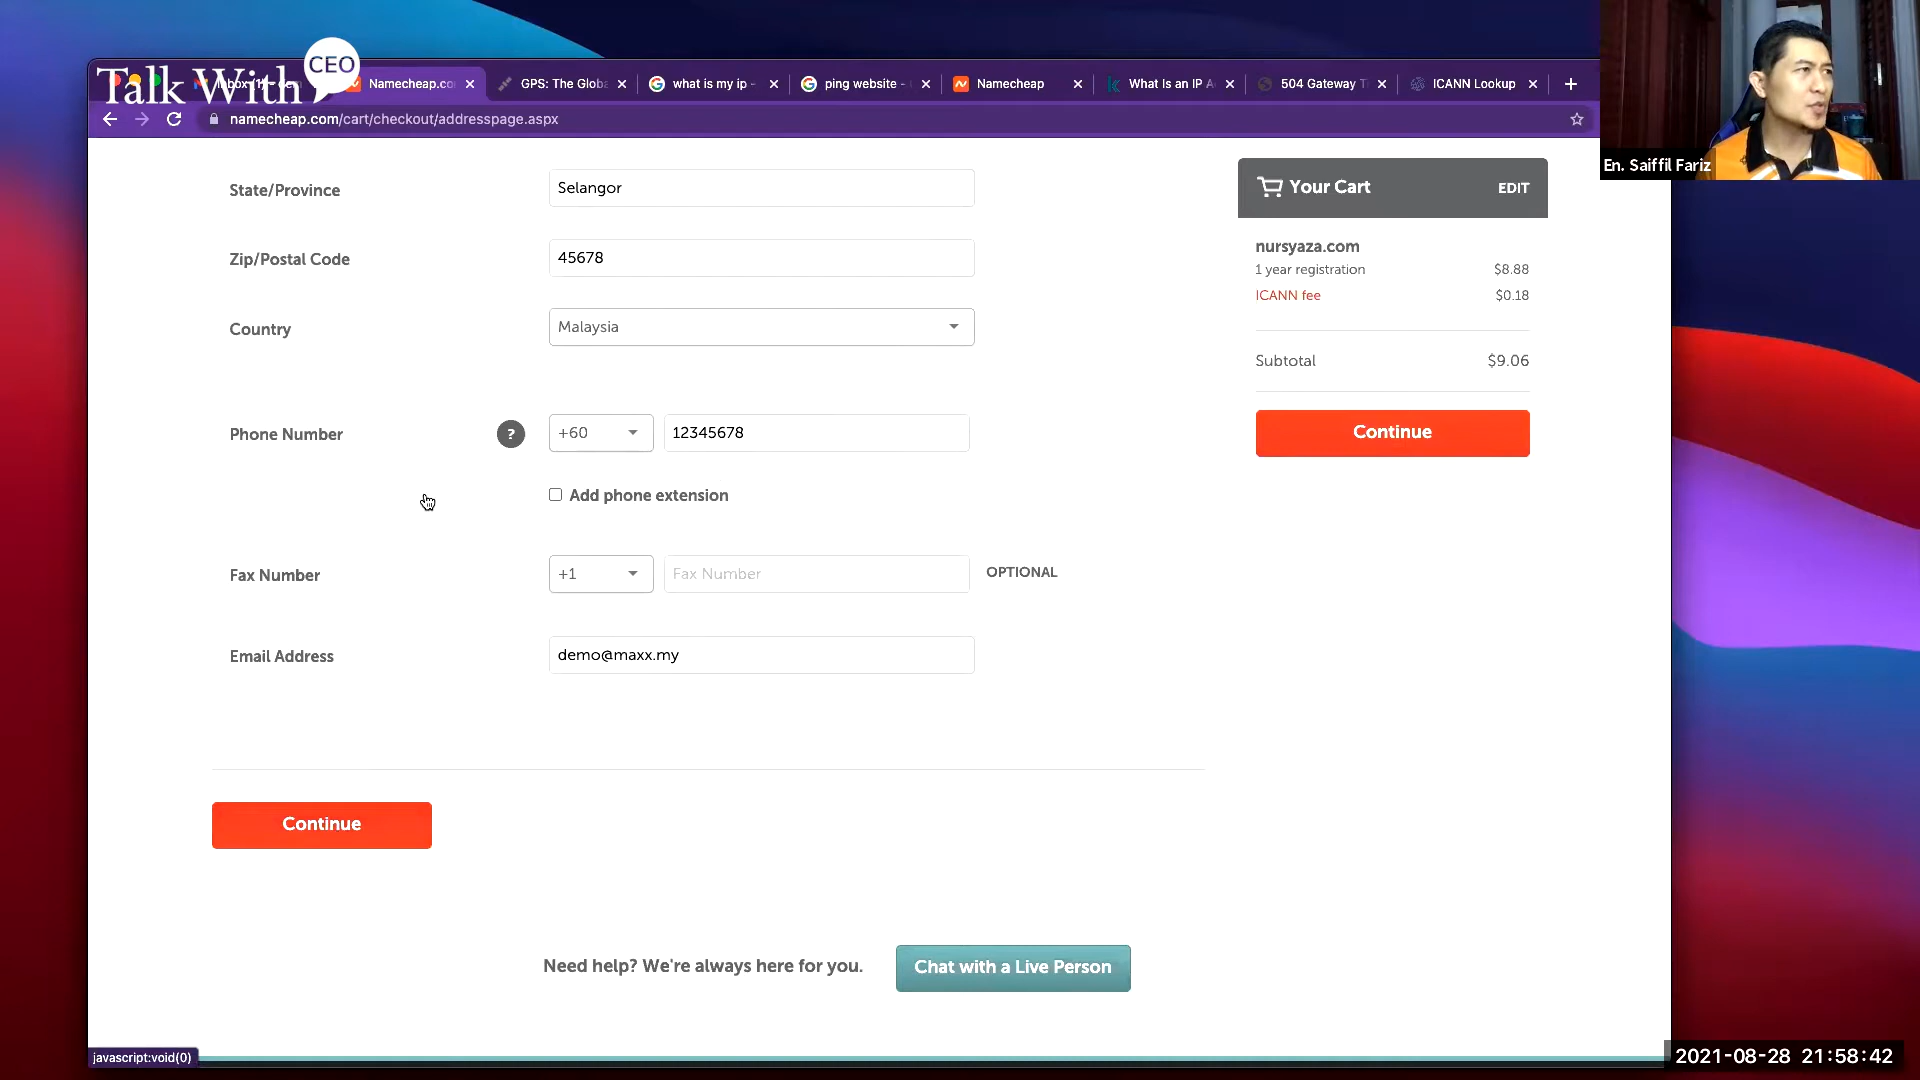 Talk With CEO
Namecheap.co
GPS: The Globa
what is my ip -
ping website -
Namecheap
What Is an IP A
504 Gateway Ti
ICANN Lookup
namecheap.com/cart/checkout/addresspage.aspx
En. Saiffil Fariz
State/Province
Selangor
Your Cart
EDIT
nursyaza.com
Zip/Postal Code
45678
1 year registration
$8.88
ICANN fee
$0.18
Country
Malaysia
Subtotal
$9.06
Phone Number
?
+60
12345678
Continue
Add phone extension
Fax Number
+1
Fax Number
OPTIONAL
Email Address
demo@maxx.my
Continue
Need help? We're always here for you.
Chat with a Live Person
javascript:void(0)
2021-08-28 21:58:42